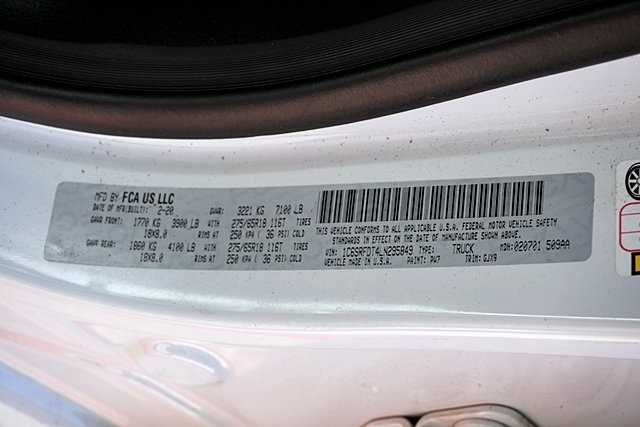 MFD BY FCA US LLC
DATE OF MFR(BUILT): 2-20 GVWR: 3221 KG 7100 LB
GAWR FRONT: 1770 KG 3900 LB WITH 275/65R18 116T TIRES
18X8.0 RIMS AT 250 KPA ( 36 PSI) COLD
GAWR REAR: 1860 KG 4100 LB WITH 275/65R18 116T TIRES
18X8.0 RIMS AT 250 KPA ( 36 PSI) COLD
THIS VEHICLE CONFORMS TO ALL APPLICABLE U.S.A. FEDERAL MOTOR VEHICLE SAFETY
STANDARDS IN EFFECT ON THE DATE OF MANUFACTURE SHOWN ABOVE.
VIN: 1C6SRFDT4LN295849 TYPE: TRUCK MDH:020701 509AA
VEHICLE MADE IN: U.S.A. PAINT: PW7 TRIM: GJX9